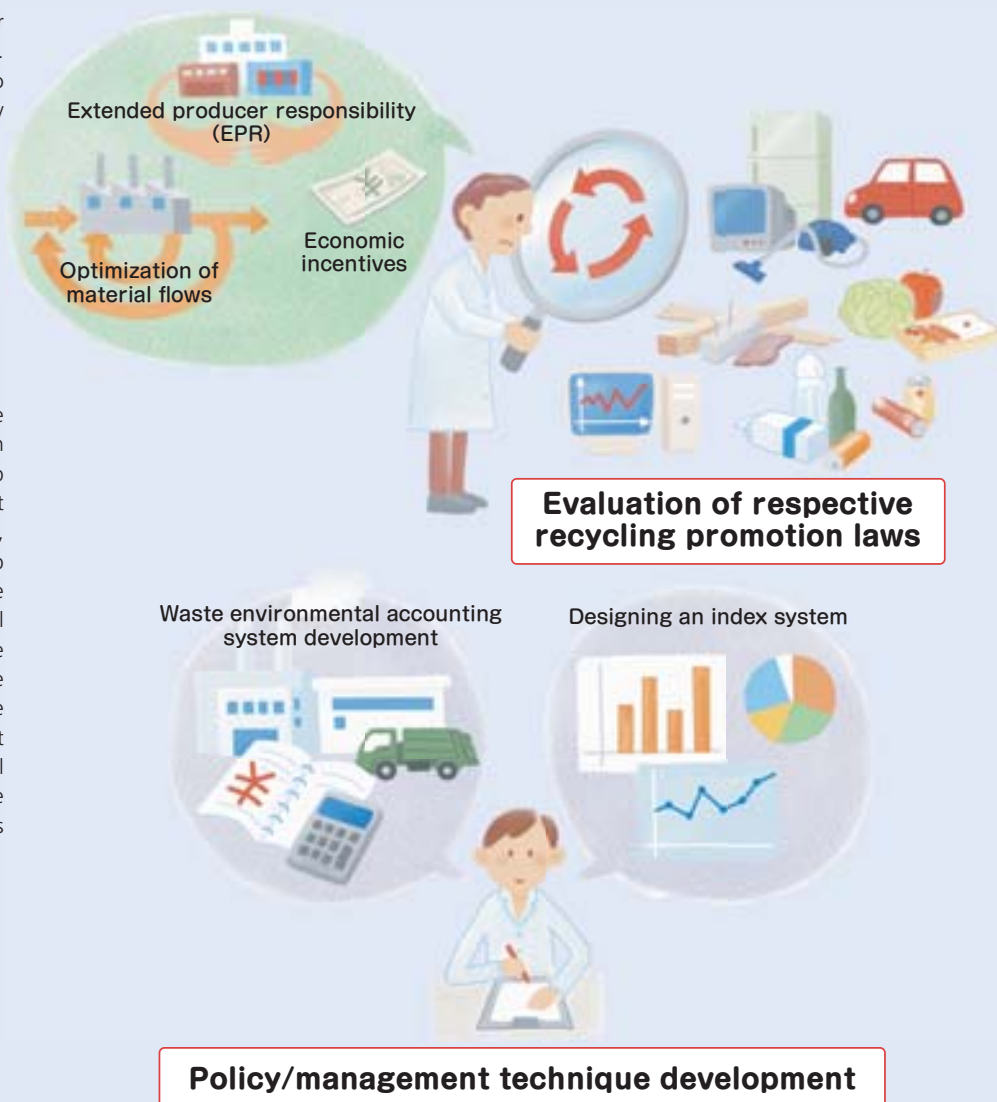 Extended producer responsibility
(EPR)
Economic
incentives
Optimization of
material flows
Evaluation of respective
recycling promotion laws
Waste environmental accounting
system development
Designing an index system
Policy/management technique development